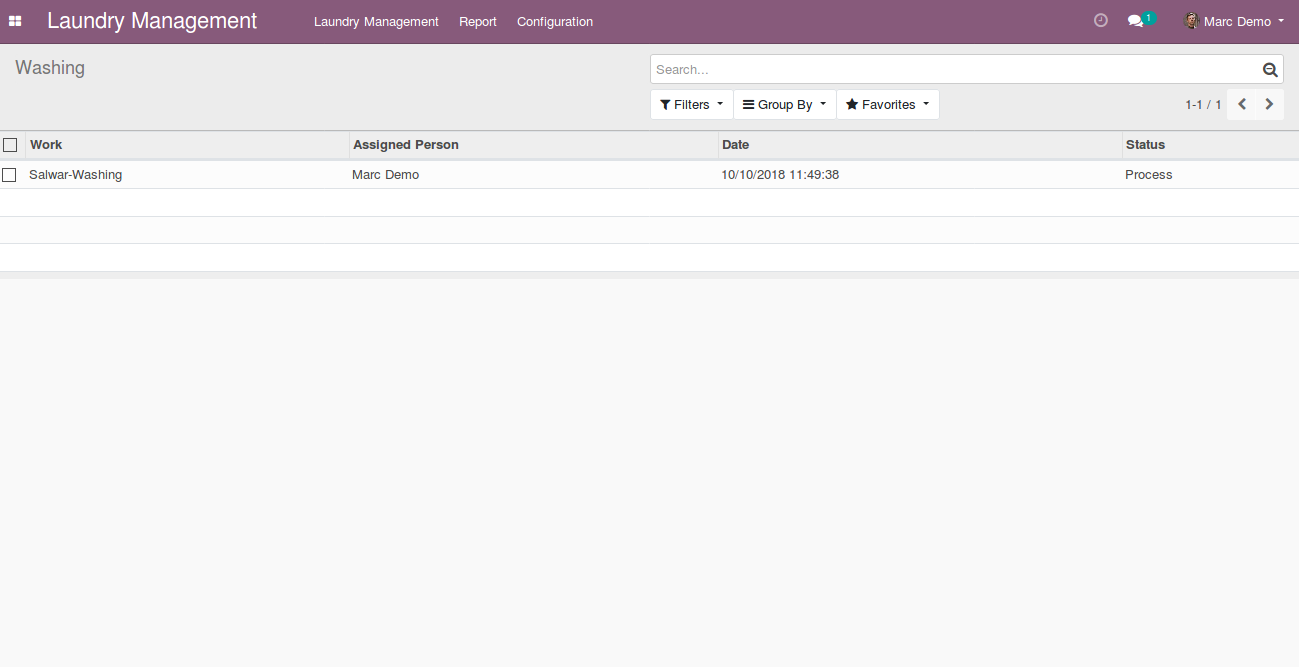 Laundry Management Laundry Management Report Configuration 1 Marc Demo
Washing Search...
Filters Group By Favorites 1-1 / 1
Work Assigned Person Date Status
Salwar-Washing Marc Demo 10/10/2018 11:49:38 Process